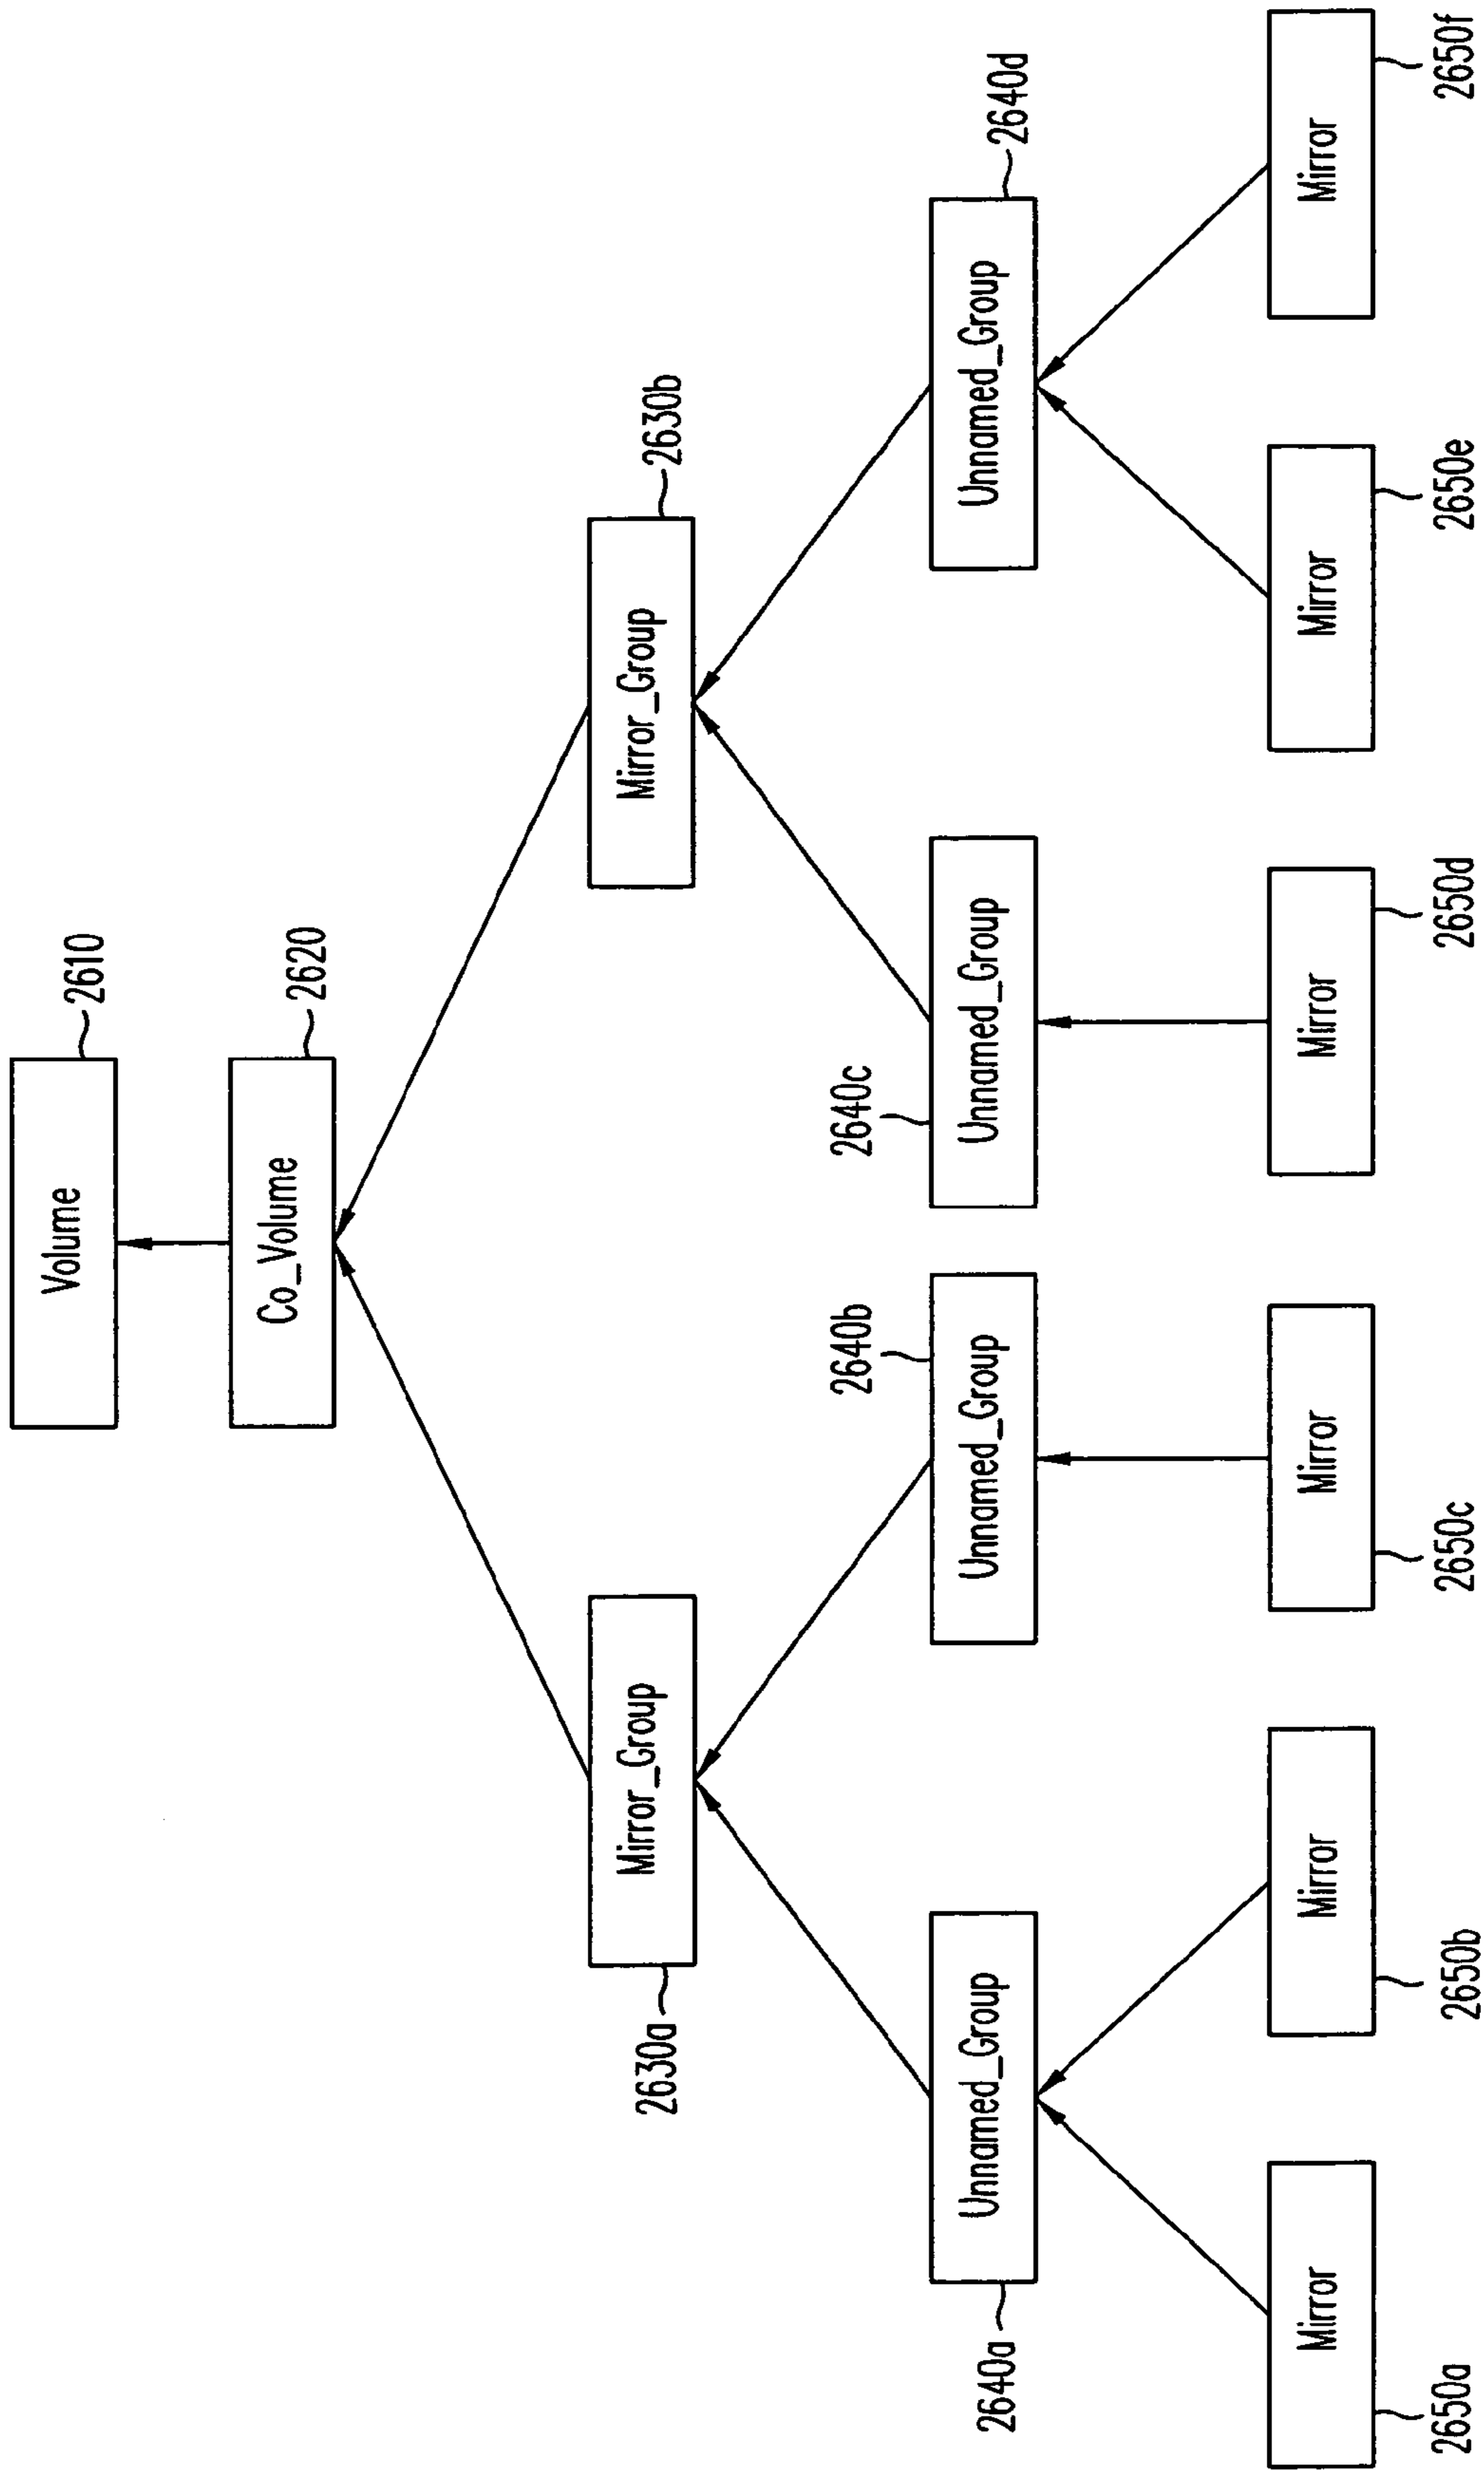 Volume
2610
Co_Volume
2620
Mirror_Group
2630a
Mirror_Group
2630b
Unnamed_Group
2640a
Unnamed_Group
2640b
Unnamed_Group
2640c
Unnamed_Group
2640d
Mirror
2650a
Mirror
2650b
Mirror
2650c
Mirror
2650d
Mirror
2650e
Mirror
2650f